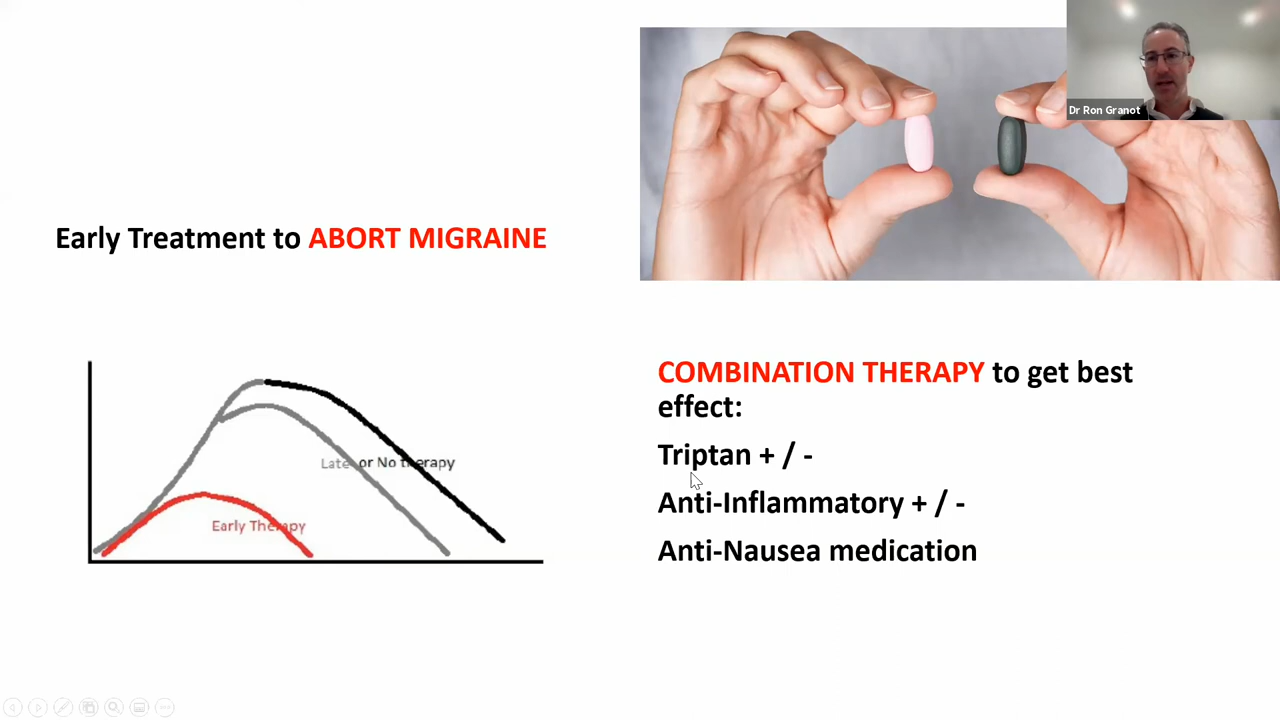 Dr Ron Granot
Early Treatment to ABORT MIGRAINE
Late or No therapy
Early Therapy
COMBINATION THERAPY to get best
effect:
Triptan + / -
Anti-Inflammatory + / -
Anti-Nausea medication